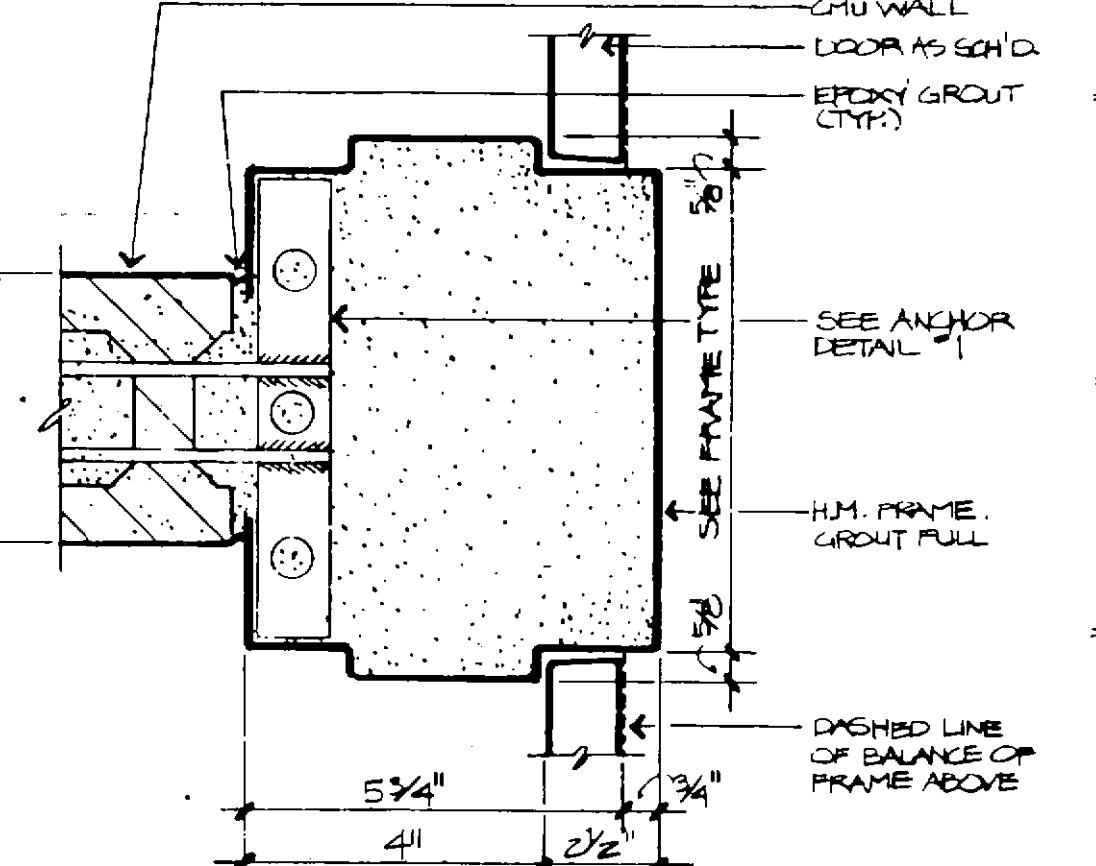 CMU WALL
DOOR AS SCH'D.
EPOXY GROUT
(TYP.)
5/8"
SEE FRAME TYPE
SEE ANCHOR
DETAIL #1
H.M. FRAME.
GROUT FULL
5/8
DASHED LINE
OF BALANCE OF
FRAME ABOVE
5 3/4"
3/4"
4"
2 1/2"